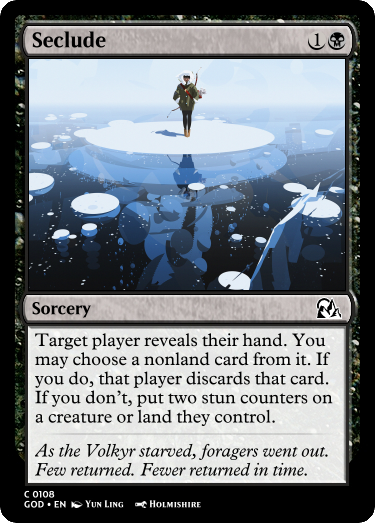 Seclude 1
Sorcery
Target player reveals their hand. You
may choose a nonland card from it. If
you do, that player discards that card.
If you don't, put two stun counters on
a creature or land they control.
As the Volkyr starved, foragers went out.
Few returned. Fewer returned in time.
C 0108
GOD • EN Yun Ling Holmishire